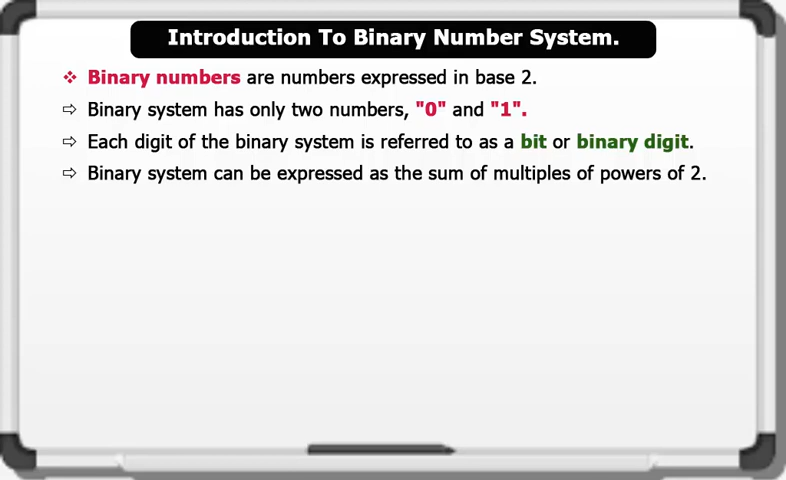 Introduction To Binary Number System.
❖ Binary numbers are numbers expressed in base 2.
⇨ Binary system has only two numbers, "0" and "1".
⇨ Each digit of the binary system is referred to as a bit or binary digit.
⇨ Binary system can be expressed as the sum of multiples of powers of 2.